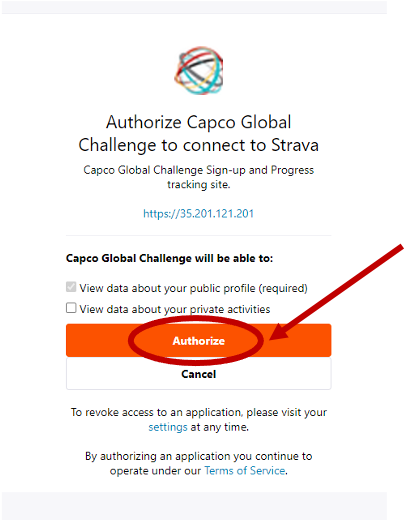 Authorize Capco Global
Challenge to connect to Strava
Capco Global Challenge Sign-up and Progress
tracking site.
https://35.201.121.201
Capco Global Challenge will be able to:
View data about your public profile (required)
View data about your private activities
Authorize
Cancel
To revoke access to an application, please visit your
settings at any time.
By authorizing an application you continue to
operate under our Terms of Service.